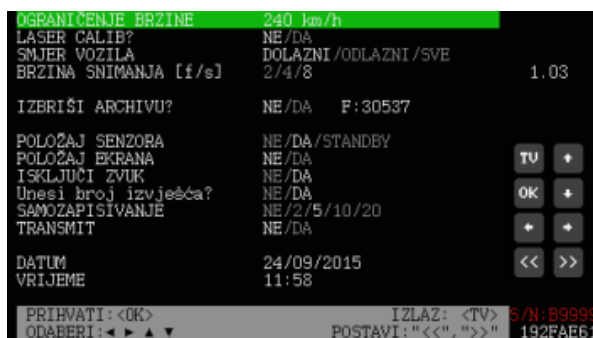 OGRANIČENJE BRZINE 240 km/h
LASER CALIB? NE/DA
SMJER VOZILA DOLAZNI/ODLAZNI/SVE
BRZINA SNIMANJA [f/s] 2/4/8 1.03
IZBRIŠI ARCHIVU? NE/DA F:30537
POLOŽAJ SENZORA NE/DA/STANDBY
POLOŽAJ EKRANA NE/DA
ISKLJUČI ZVUK NE/DA
Unesi broj izvješća? NE/DA
SAMOZAPISIVANJE NE/2/5/10/20
TRANSMIT NE/DA
DATUM 24/09/2015
VRIJEME 11:58
TV ↑
OK ↓
← →
<< >>
PRIHVATI:<OK> IZLAZ: <TV> S/N:B9999
ODABERI:◄ ► ▲ ▼ POSTAVI:"<<",">>" 192FAE61